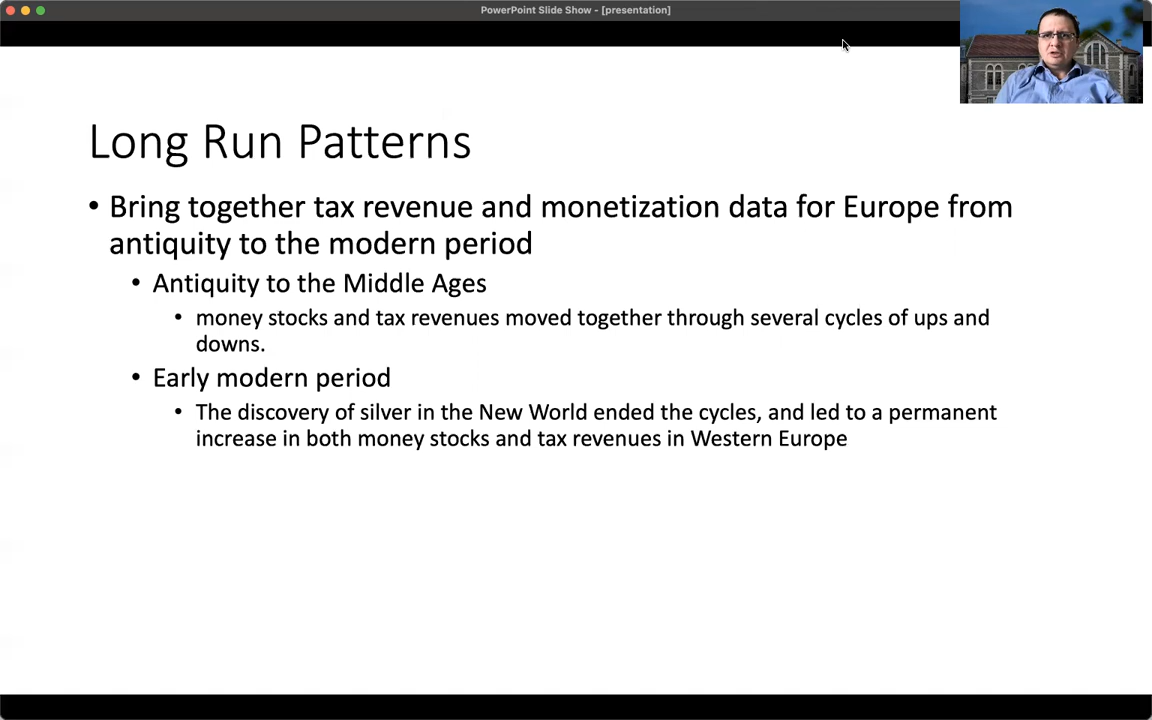 PowerPoint Slide Show - [presentation]
Long Run Patterns
• Bring together tax revenue and monetization data for Europe from
antiquity to the modern period
• Antiquity to the Middle Ages
• money stocks and tax revenues moved together through several cycles of ups and
downs.
• Early modern period
• The discovery of silver in the New World ended the cycles, and led to a permanent
increase in both money stocks and tax revenues in Western Europe